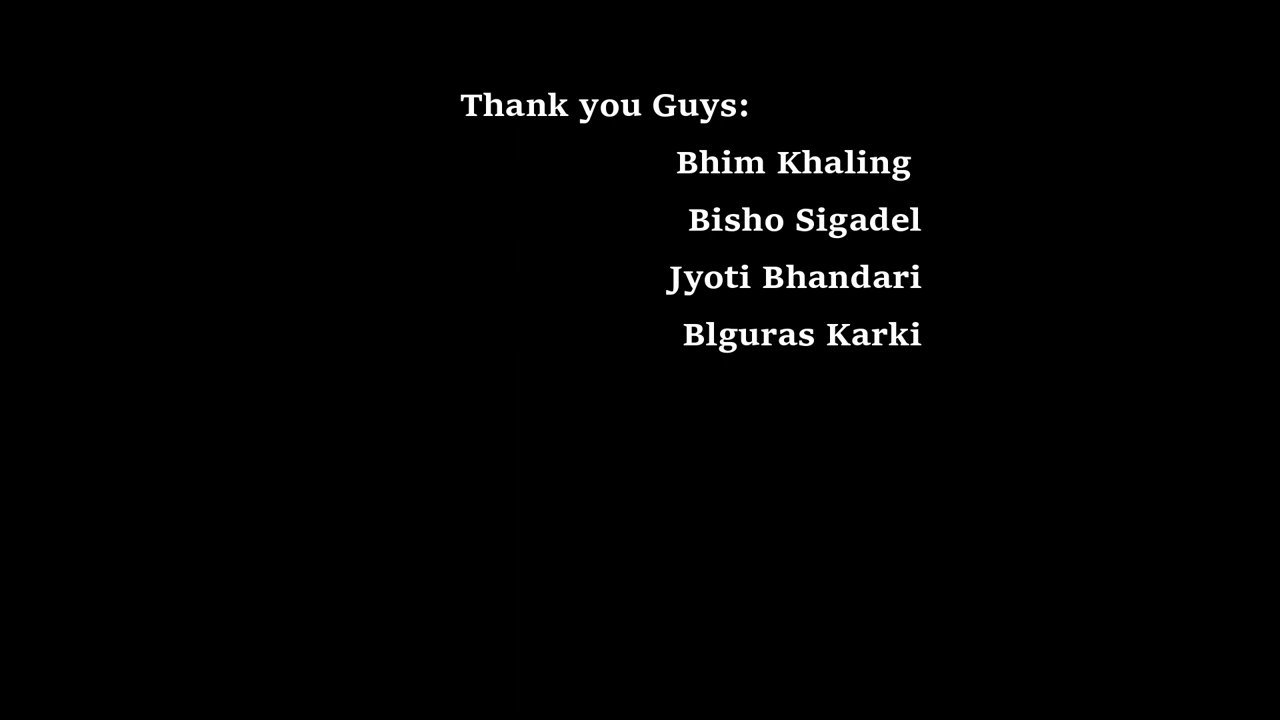 Thank you Guys:
Bhim Khaling
Bisho Sigadel
Jyoti Bhandari
Blguras Karki